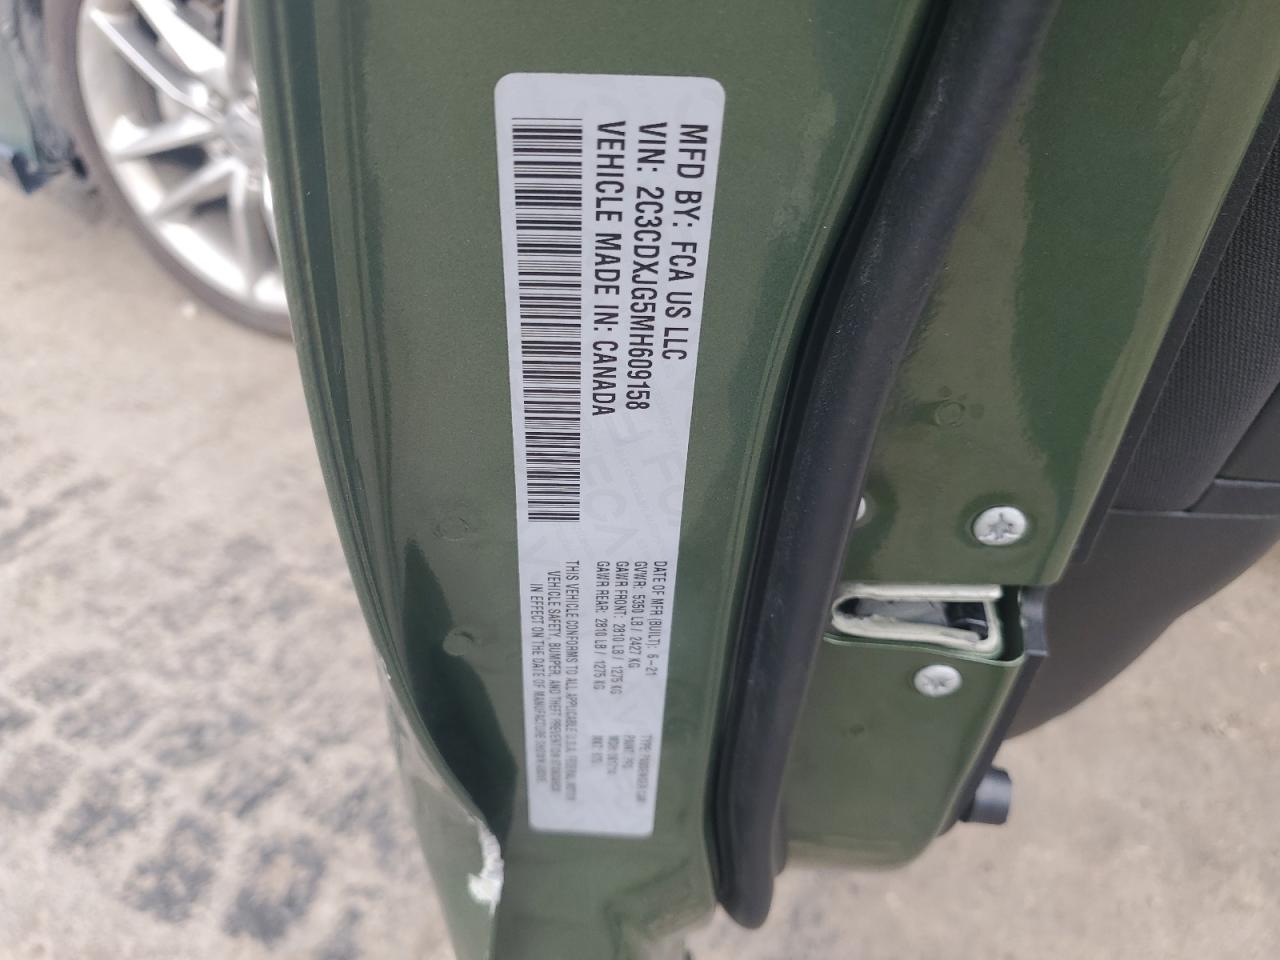 MFD BY: FCA US LLC
VIN: 2C3CDXJG5MH609158
VEHICLE MADE IN: CANADA
DATE OF MFR (BUILT): 6-21
GVWR: 5350 LB / 2427 KG
GAWR FRONT: 2810 LB / 1275 KG
GAWR REAR: 2810 LB / 1275 KG
TYPE: PASSENGER CAR
THIS VEHICLE CONFORMS TO ALL APPLICABLE U.S.A. FEDERAL MOTOR
VEHICLE SAFETY, BUMPER, AND THEFT PREVENTION STANDARDS
IN EFFECT ON THE DATE OF MANUFACTURE SHOWN ABOVE.